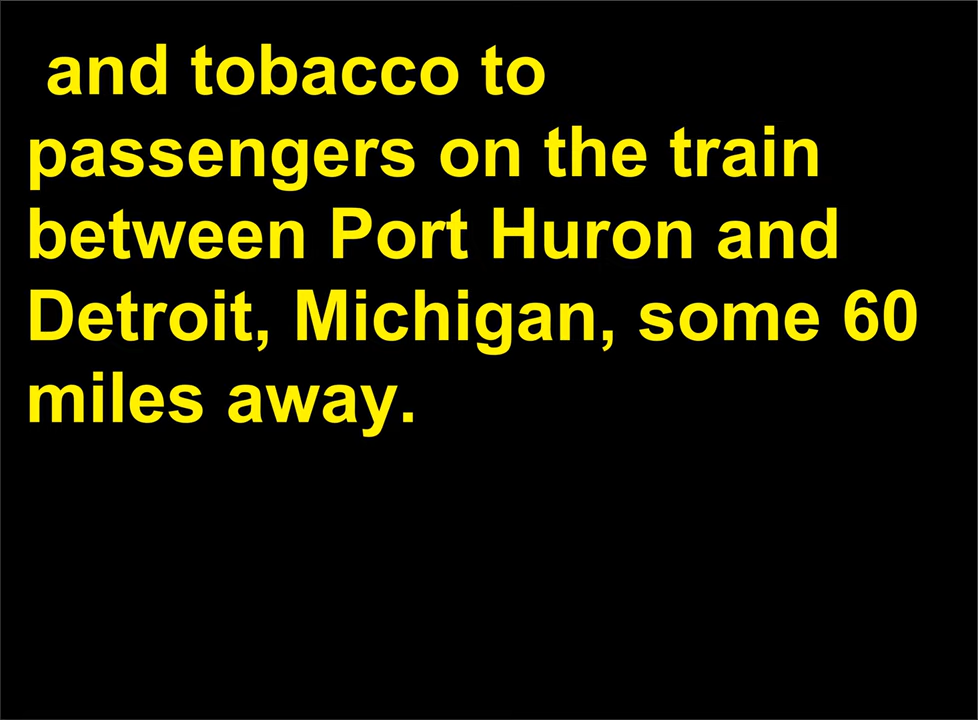 and tobacco to
passengers on the train
between Port Huron and
Detroit, Michigan, some 60
miles away.